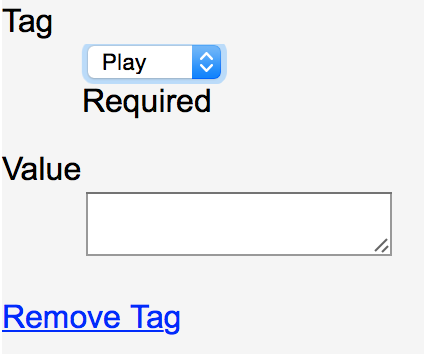 Tag
Play
Required
Value
Remove Tag